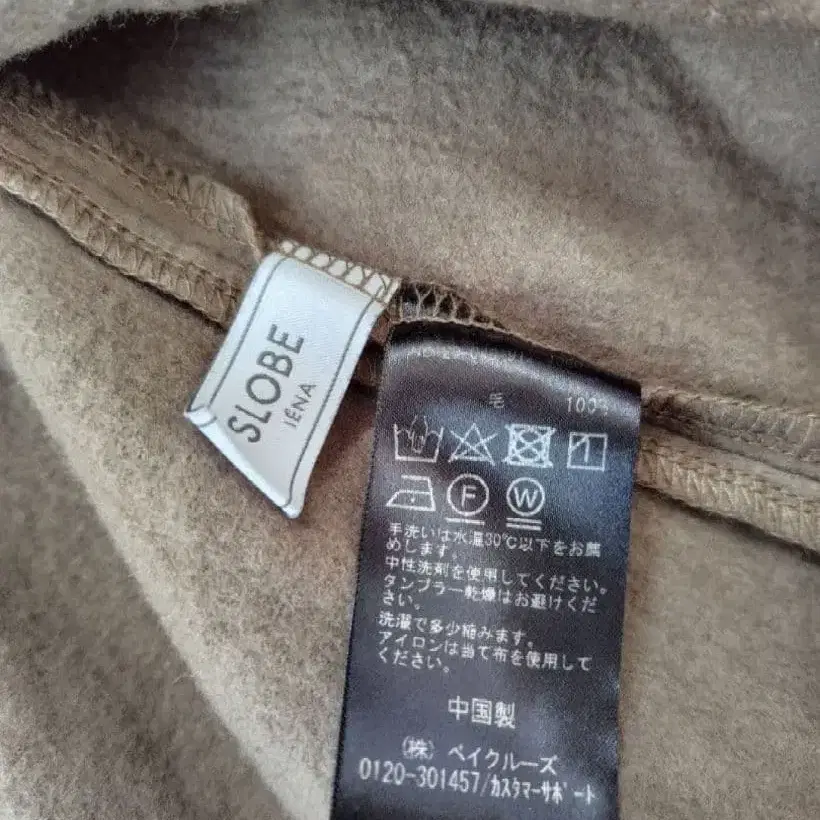 SLOBE
IÉNA
毛 100%
F W
手洗いは水温30℃以下をお薦
めします。
中性洗剤を使用してください。
タンブラー乾燥はお避けくだ
さい。
洗濯で多少縮みます。
アイロンは当て布を使用して
ください。
中国製
(株) ベイクルーズ
0120-301457/カスタマーサポート